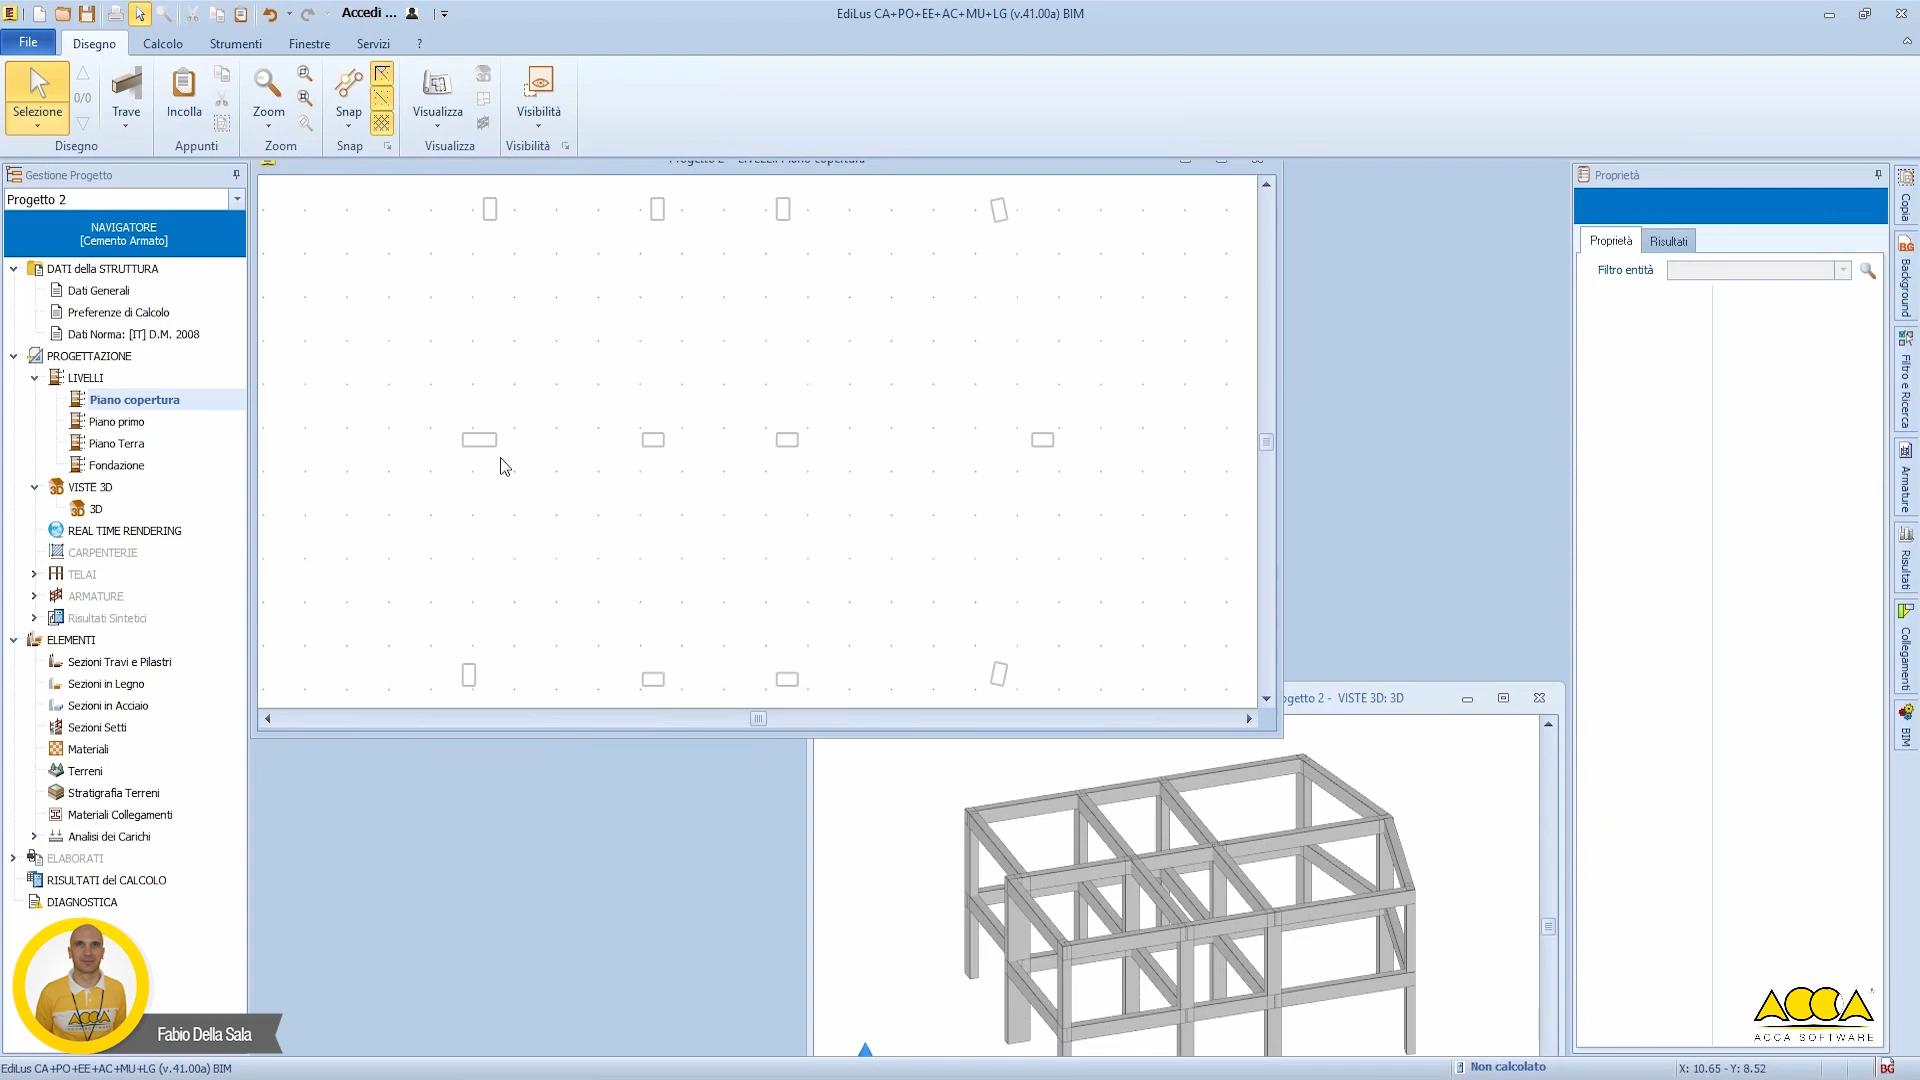 Accedi ...
EdiLus CA+PO+EE+AC+MU+LG (v.41.00a) BIM
File
Disegno
Calcolo
Strumenti
Finestre
Servizi
?
Selezione
0/0
Trave
Incolla
Zoom
Snap
Visualizza
Visibilità
Disegno
Appunti
Zoom
Snap
Visualizza
Visibilità
Gestione Progetto
Progetto 2
NAVIGATORE
[Cemento Armato]
DATI della STRUTTURA
Dati Generali
Preferenze di Calcolo
Dati Norma: [IT] D.M. 2008
PROGETTAZIONE
LIVELLI
Piano copertura
Piano primo
Piano Terra
Fondazione
VISTE 3D
3D
REAL TIME RENDERING
CARPENTERIE
TELAI
ARMATURE
Risultati Sintetici
ELEMENTI
Sezioni Travi e Pilastri
Sezioni in Legno
Sezioni in Acciaio
Sezioni Setti
Materiali
Terreni
Stratigrafia Terreni
Materiali Collegamenti
Analisi dei Carichi
ELABORATI
RISULTATI del CALCOLO
DIAGNOSTICA
Fabio Della Sala
Progetto 2 - LIVELLI: Piano copertura
getto 2 - VISTE 3D: 3D
Proprietà
Proprietà
Risultati
Filtro entità
Copia
BG
Background
Filtro e Ricerca
Armature
Risultati
Collegamenti
BIM
ACCA
ACCA SOFTWARE
EdiLus CA+PO+EE+AC+MU+LG (v.41.00a) BIM
Non calcolato
X: 10.65 - Y: 8.52
BG